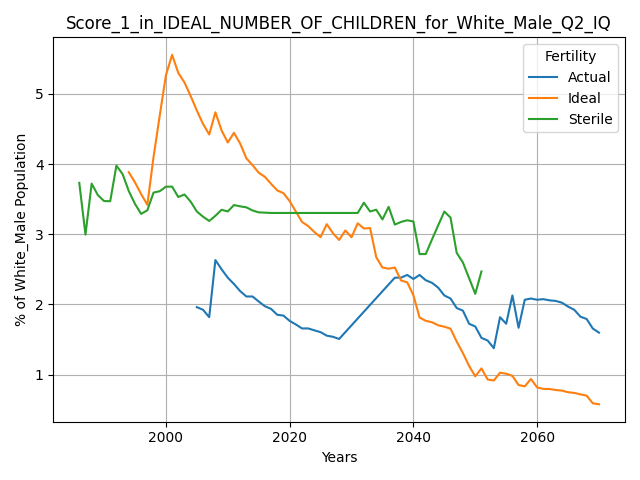 Score_1_in_IDEAL_NUMBER_OF_CHILDREN_for_White_Male_Q2_IQ
Fertility
Actual
Ideal
Sterile
% of White_Male Population
5
4
3
2
1
2000 2020 2040 2060
Years